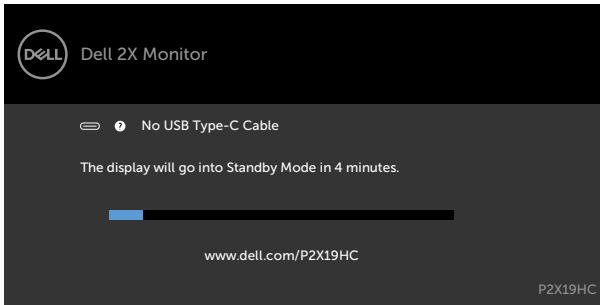 DELL
Dell 2X Monitor
? No USB Type-C Cable
The display will go into Standby Mode in 4 minutes.
www.dell.com/P2X19HC
P2X19HC